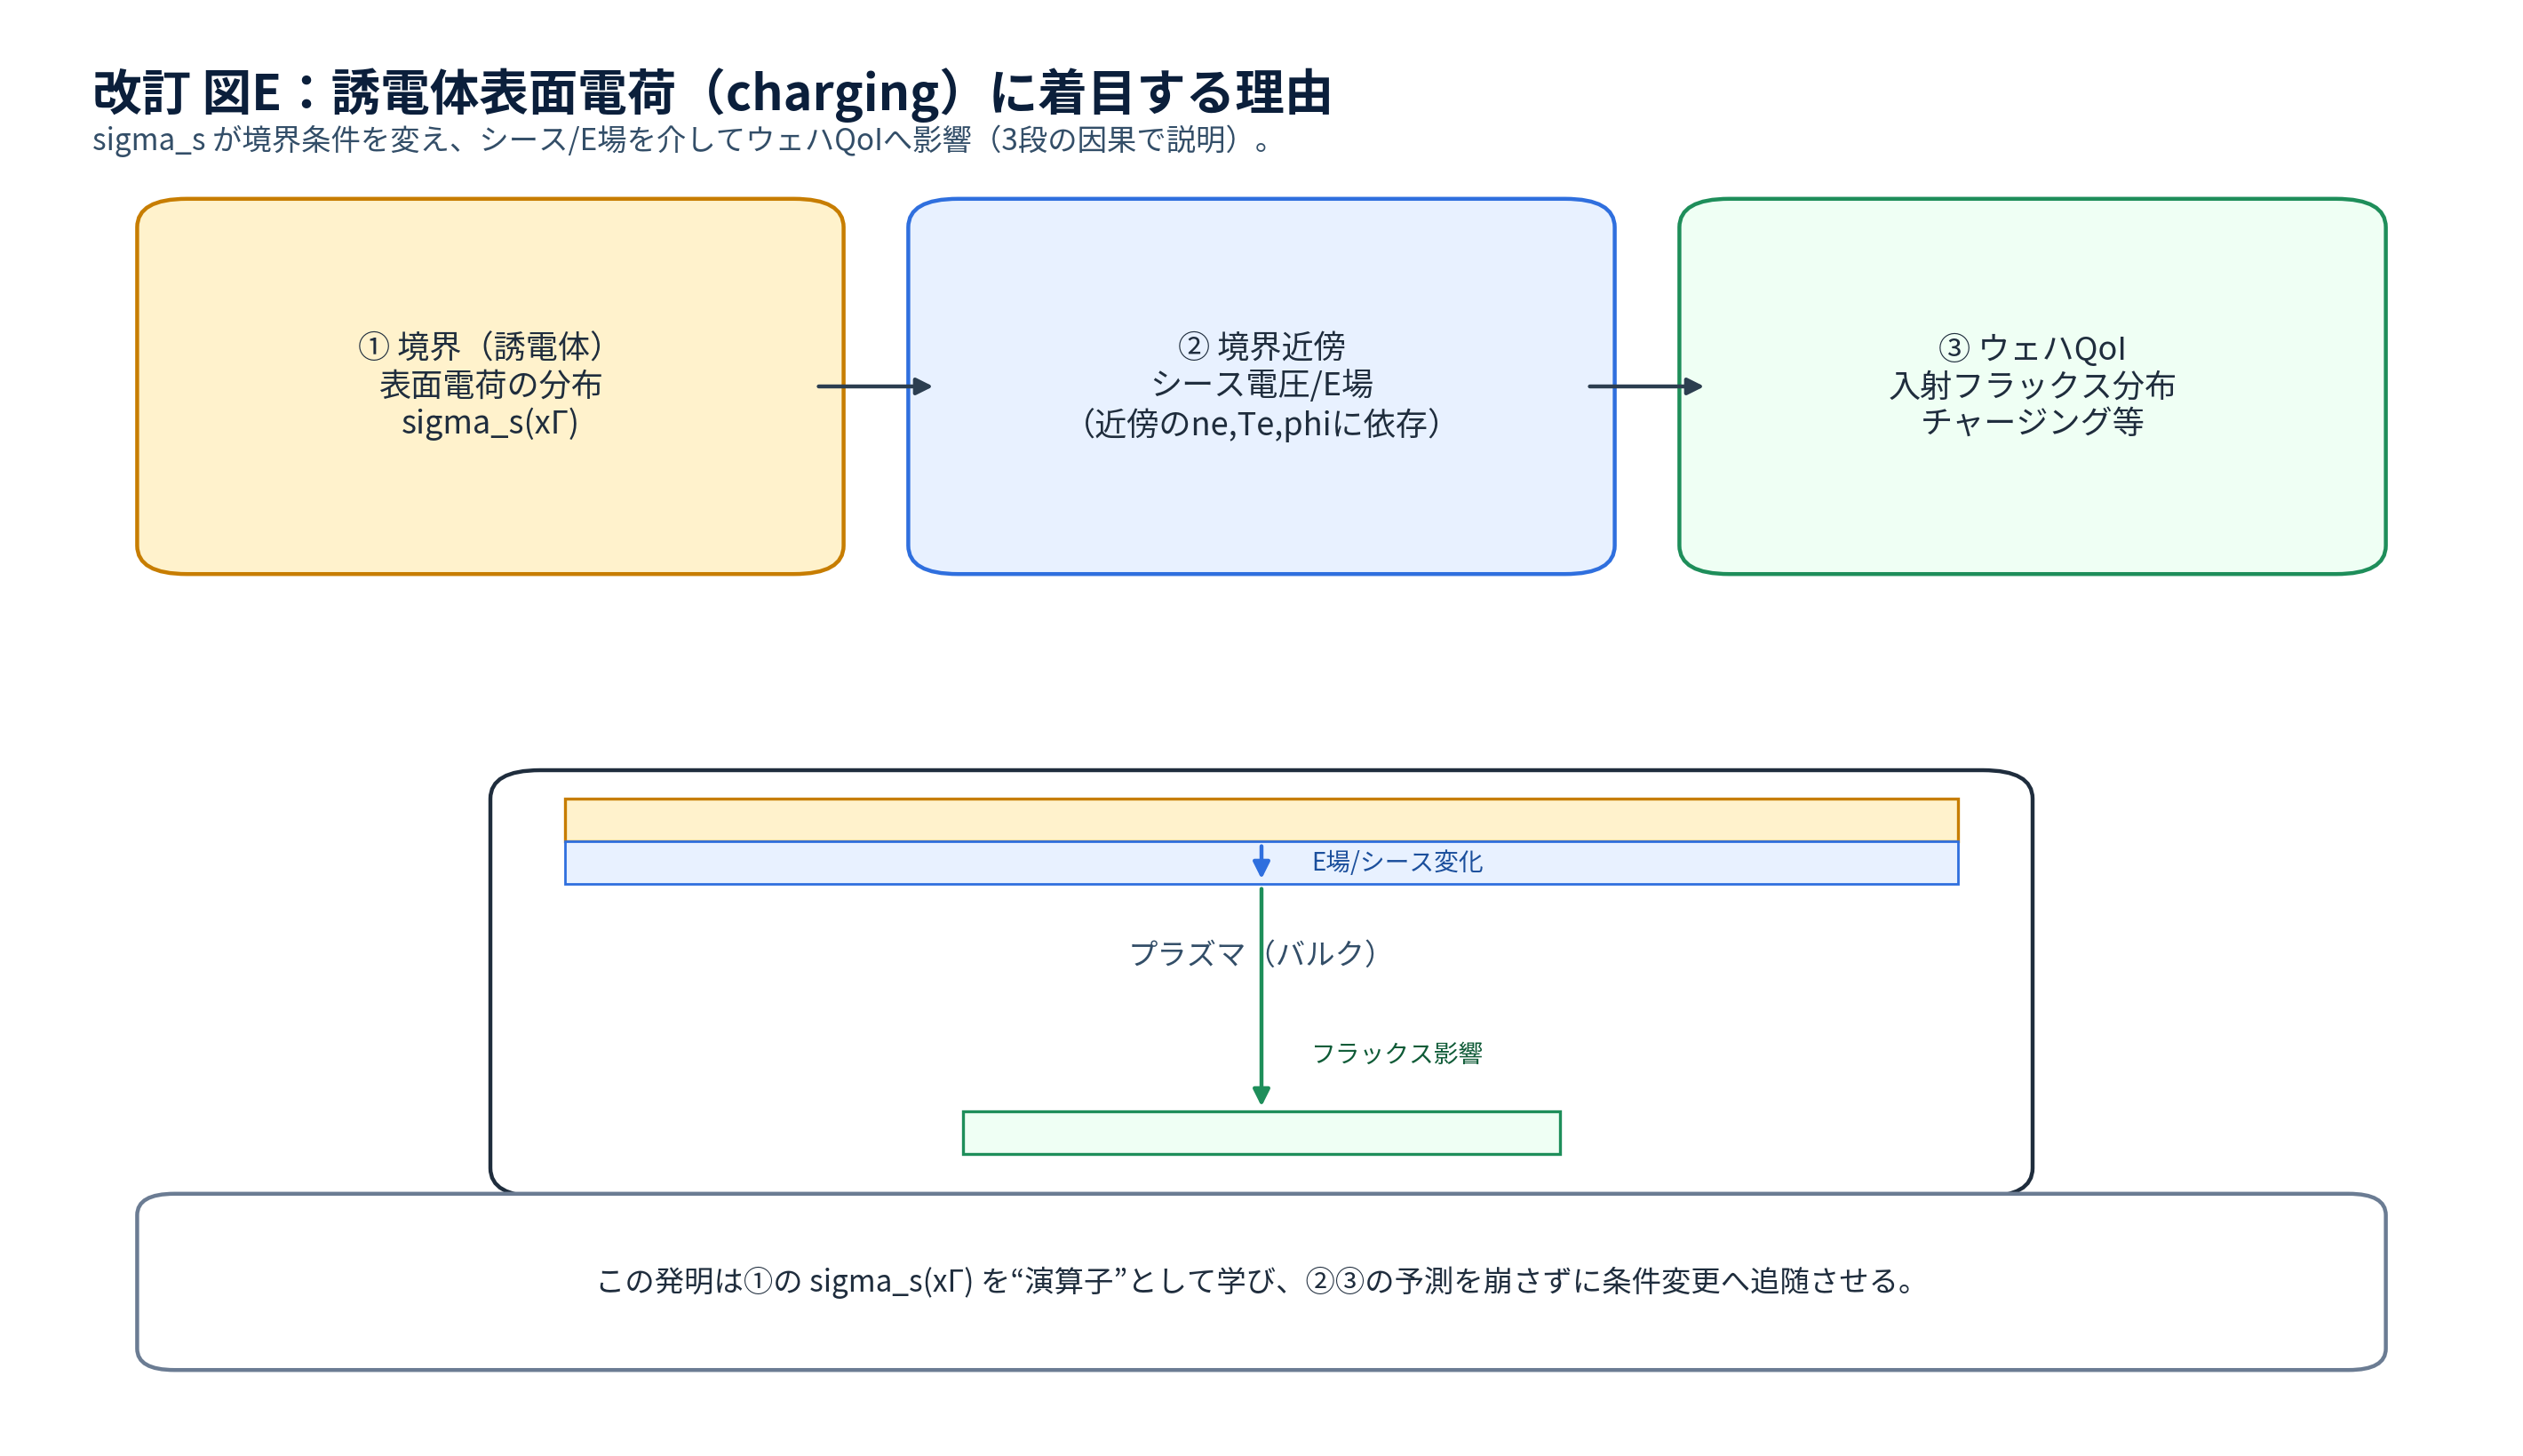 改訂 図E：誘電体表面電荷（charging）に着目する理由
sigma_s が境界条件を変え、シース/E場を介してウェハQoIへ影響（3段の因果で説明）。
① 境界（誘電体）
表面電荷の分布
sigma_s(xΓ)
② 境界近傍
シース電圧/E場
（近傍のne,Te,phiに依存）
③ ウェハQoI
入射フラックス分布
チャージング等
E場/シース変化
プラズマ（バルク）
フラックス影響
この発明は①の sigma_s(xΓ) を“演算子”として学び、②③の予測を崩さずに条件変更へ追随させる。